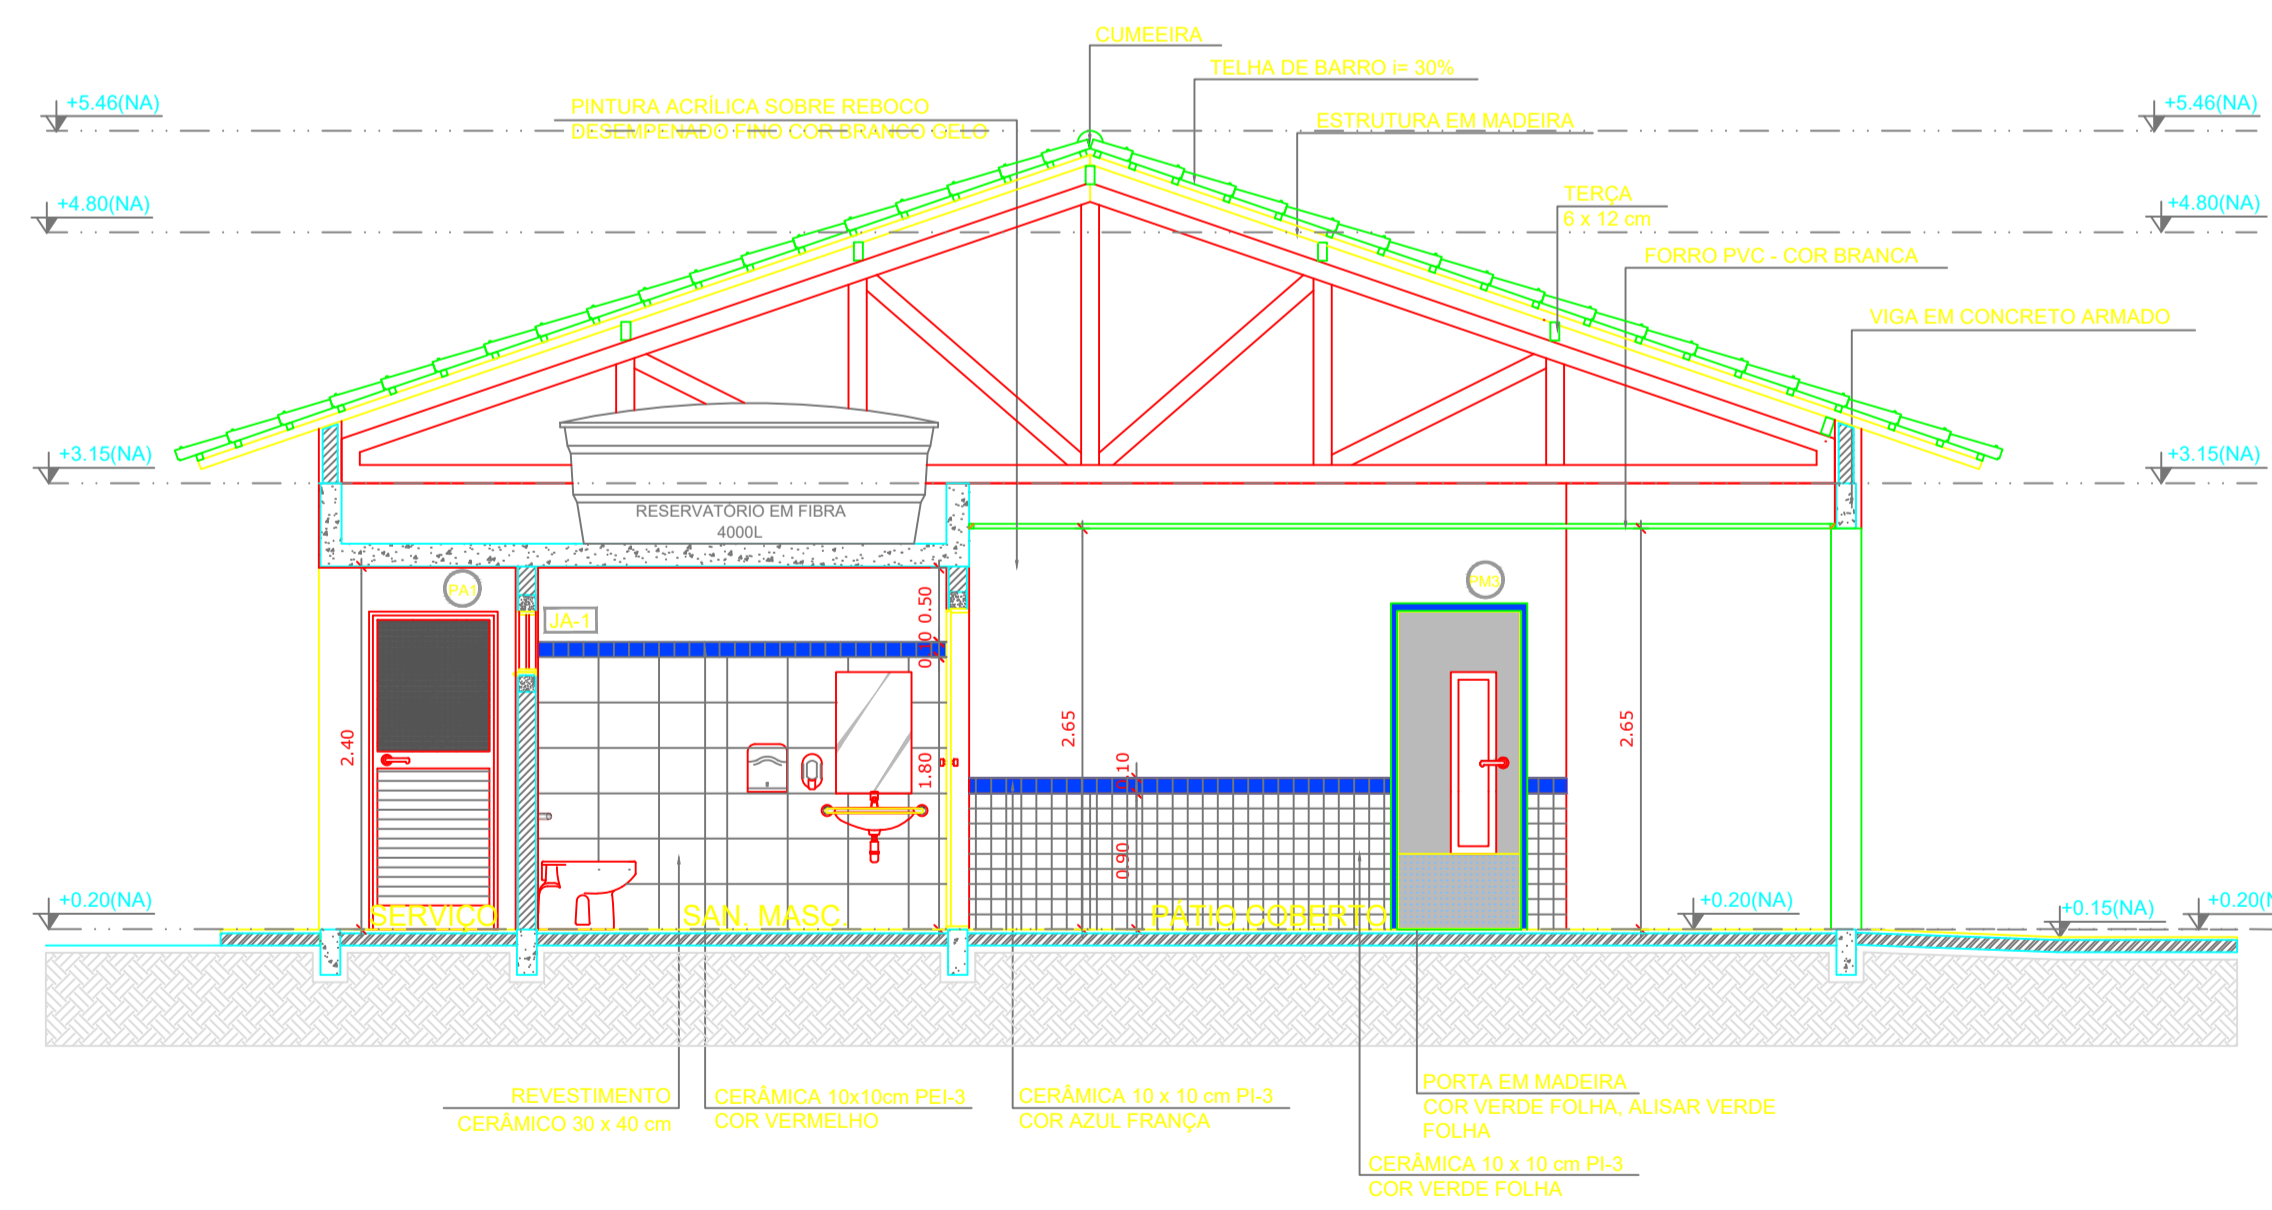 CUMEEIRA
TELHA DE BARRO i= 30%
+5.46(NA)
PINTURA ACRÍLICA SOBRE REBOCO
DESEMPENADO FINO COR BRANCO GELO
ESTRUTURA EM MADEIRA
+5.46(NA)
+4.80(NA)
TERÇA
6 x 12 cm
+4.80(NA)
FORRO PVC - COR BRANCA
VIGA EM CONCRETO ARMADO
+3.15(NA)
+3.15(NA)
RESERVATÓRIO EM FIBRA
4000L
PA1
JA-1
0.50
0.10
PM3
2.40
1.80
2.65
2.65
0.10
0.90
+0.20(NA)
SERVIÇO
SAN. MASC.
PÁTIO COBERTO
+0.20(NA)
+0.15(NA)
+0.20(N
REVESTIMENTO
CERÂMICO 30 x 40 cm
CERÂMICA 10x10cm PEI-3
COR VERMELHO
CERÂMICA 10 x 10 cm PI-3
COR AZUL FRANÇA
PORTA EM MADEIRA
COR VERDE FOLHA, ALISAR VERDE
FOLHA
CERÂMICA 10 x 10 cm PI-3
COR VERDE FOLHA